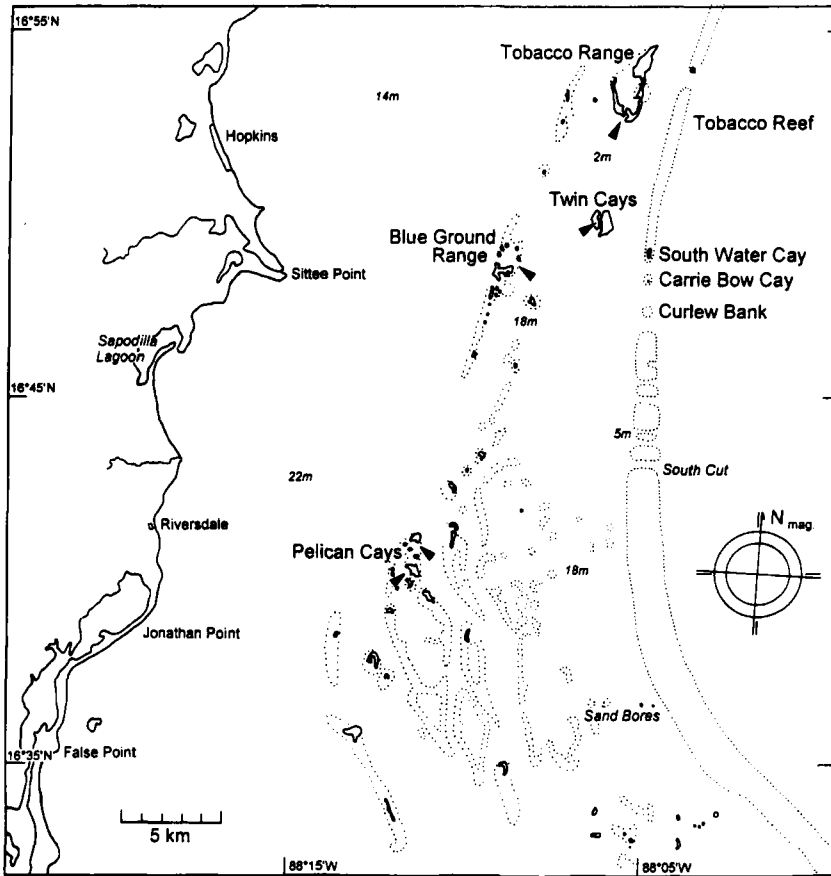 16°55'N
Tobacco Range
14m
Tobacco Reef
Hopkins
2m
Twin Cays
Blue Ground
Range
South Water Cay
Sittee Point
Carrie Bow Cay
Curlew Bank
18m
Sapodilla
Lagoon
16°45'N
5m
South Cut
22m
N mag.
Riversdale
Pelican Cays
18m
Jonathan Point
Sand Bores
False Point
16°35'N
5 km
88°15'W
88°05'W